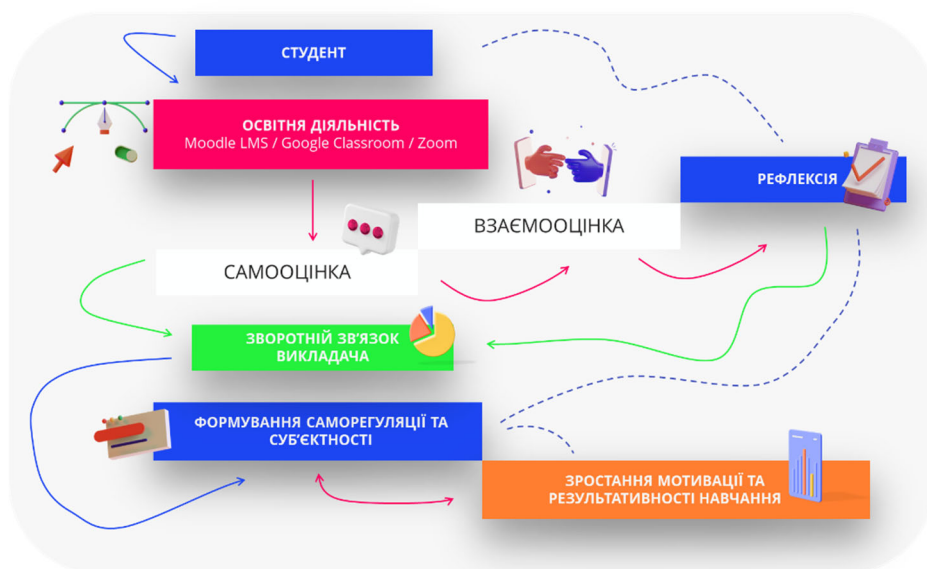 СТУДЕНТ
ОСВІТНЯ ДІЯЛЬНІСТЬ
Moodle LMS / Google Classroom / Zoom
РЕФЛЕКСІЯ
ВЗАЄМООЦІНКА
САМООЦІНКА
ЗВОРОТНІЙ ЗВ’ЯЗОК
ВИКЛАДАЧА
ФОРМУВАННЯ САМОРЕГУЛЯЦІЇ ТА
СУБ’ЄКТНОСТІ
ЗРОСТАННЯ МОТИВАЦІЇ ТА
РЕЗУЛЬТАТИВНОСТІ НАВЧАННЯ